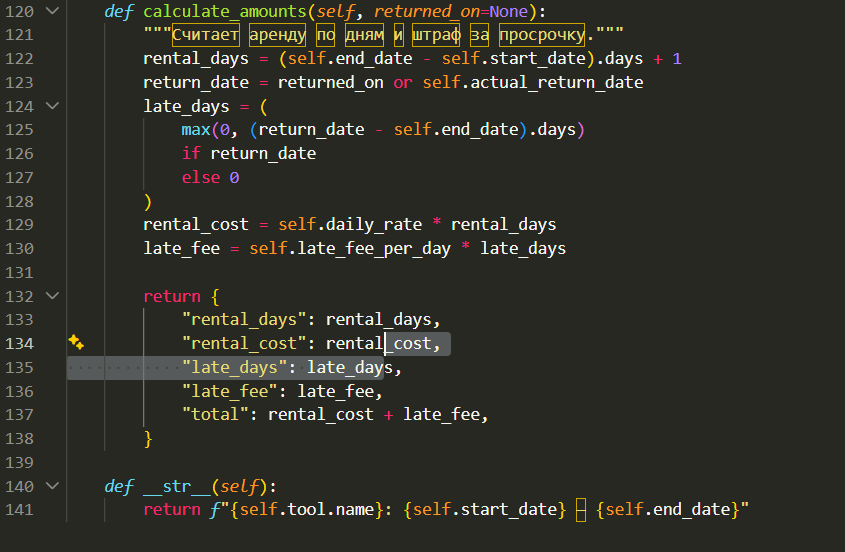 120 def calculate_amounts(self, returned_on=None):
121 """Считает аренду по дням и штраф за просрочку."""
122 rental_days = (self.end_date - self.start_date).days + 1
123 return_date = returned_on or self.actual_return_date
124 late_days = (
125 max(0, (return_date - self.end_date).days)
126 if return_date
127 else 0
128 )
129 rental_cost = self.daily_rate * rental_days
130 late_fee = self.late_fee_per_day * late_days
131
132 return {
133 "rental_days": rental_days,
134 "rental_cost": rental_cost,
135 "late_days": late_days,
136 "late_fee": late_fee,
137 "total": rental_cost + late_fee,
138 }
139
140 def __str__(self):
141 return f"{self.tool.name}: {self.start_date} – {self.end_date}"